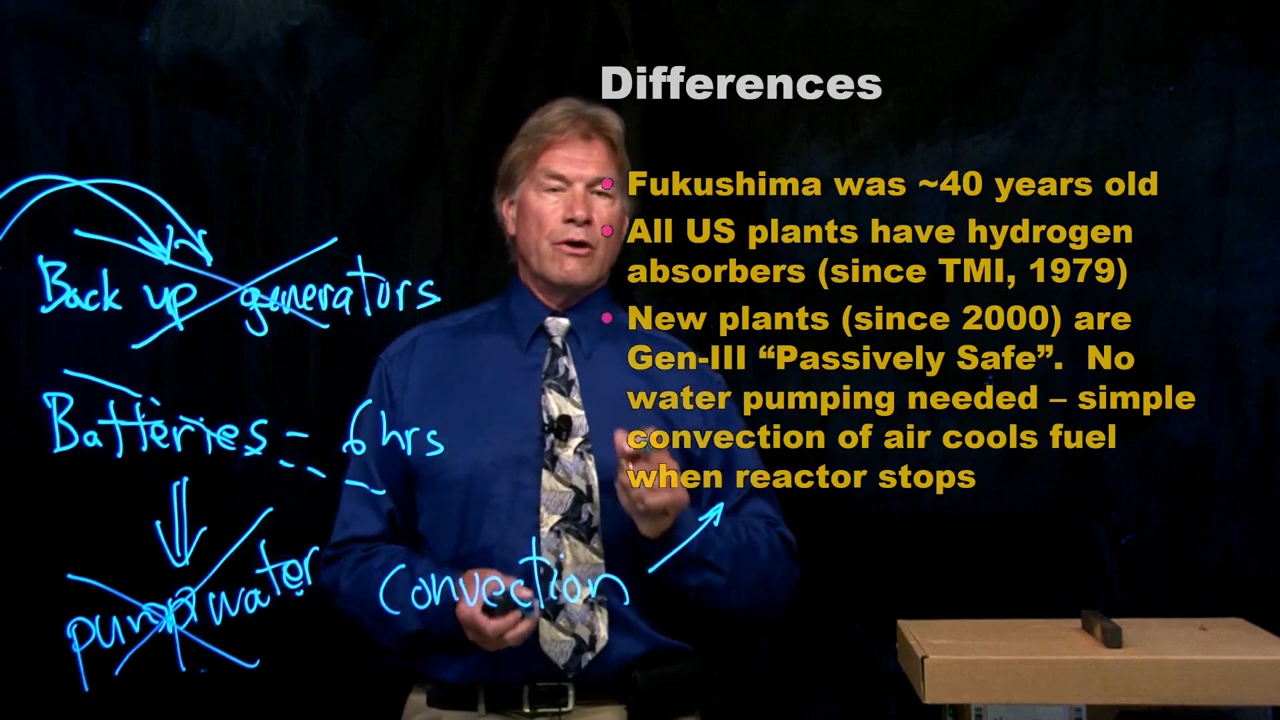 Differences
Fukushima was ~40 years old
All US plants have hydrogen
absorbers (since TMI, 1979)
New plants (since 2000) are
Gen-III “Passively Safe”.  No
water pumping needed – simple
convection of air cools fuel
when reactor stops
Back up generators
Batteries - 6 hrs
pump water
Convection